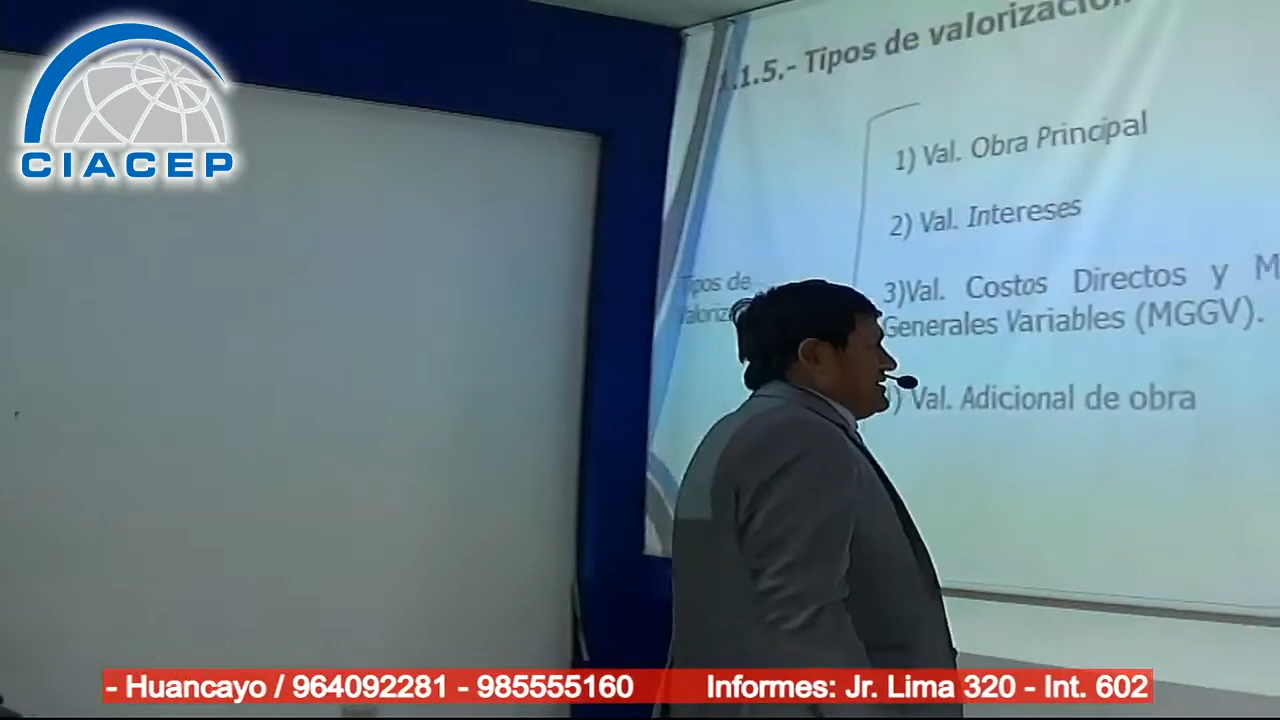 CIACEP
1.1.5.- Tipos de valorizacion
1) Val. Obra Principal
2) Val. Intereses
Tipos de
3)Val. Costos Directos y M
Generales Variables (MGGV).
) Val. Adicional de obra
- Huancayo / 964092281 - 985555160 Informes: Jr. Lima 320 - Int. 602